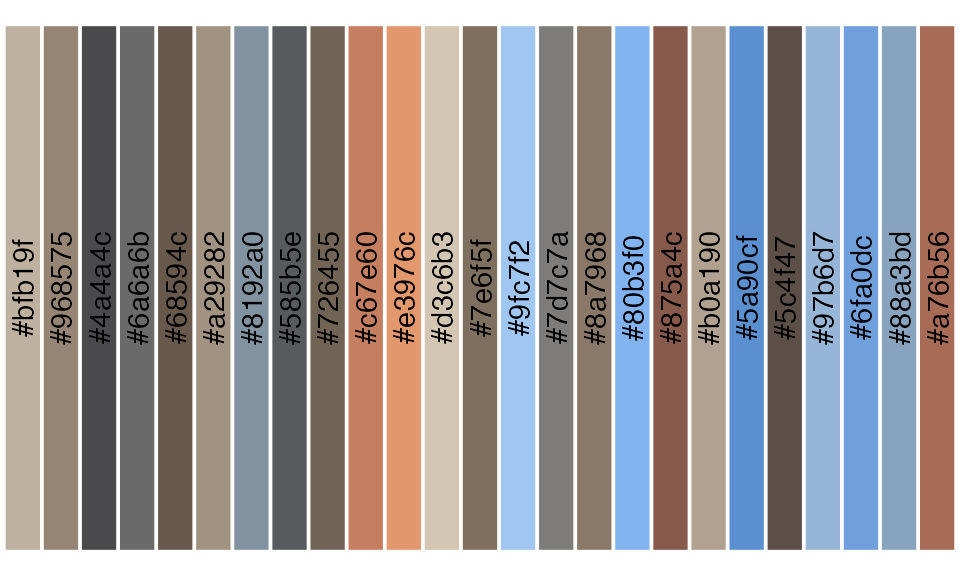 #bfb19f
#968575
#4a4a4c
#6a6a6b
#68594c
#a29282
#8192a0
#585b5e
#726455
#c67e60
#e3976c
#d3c6b3
#7e6f5f
#9fc7f2
#7d7c7a
#8a7968
#80b3f0
#875a4c
#b0a190
#5a90cf
#5c4f47
#97b6d7
#6fa0dc
#88a3bd
#a76b56